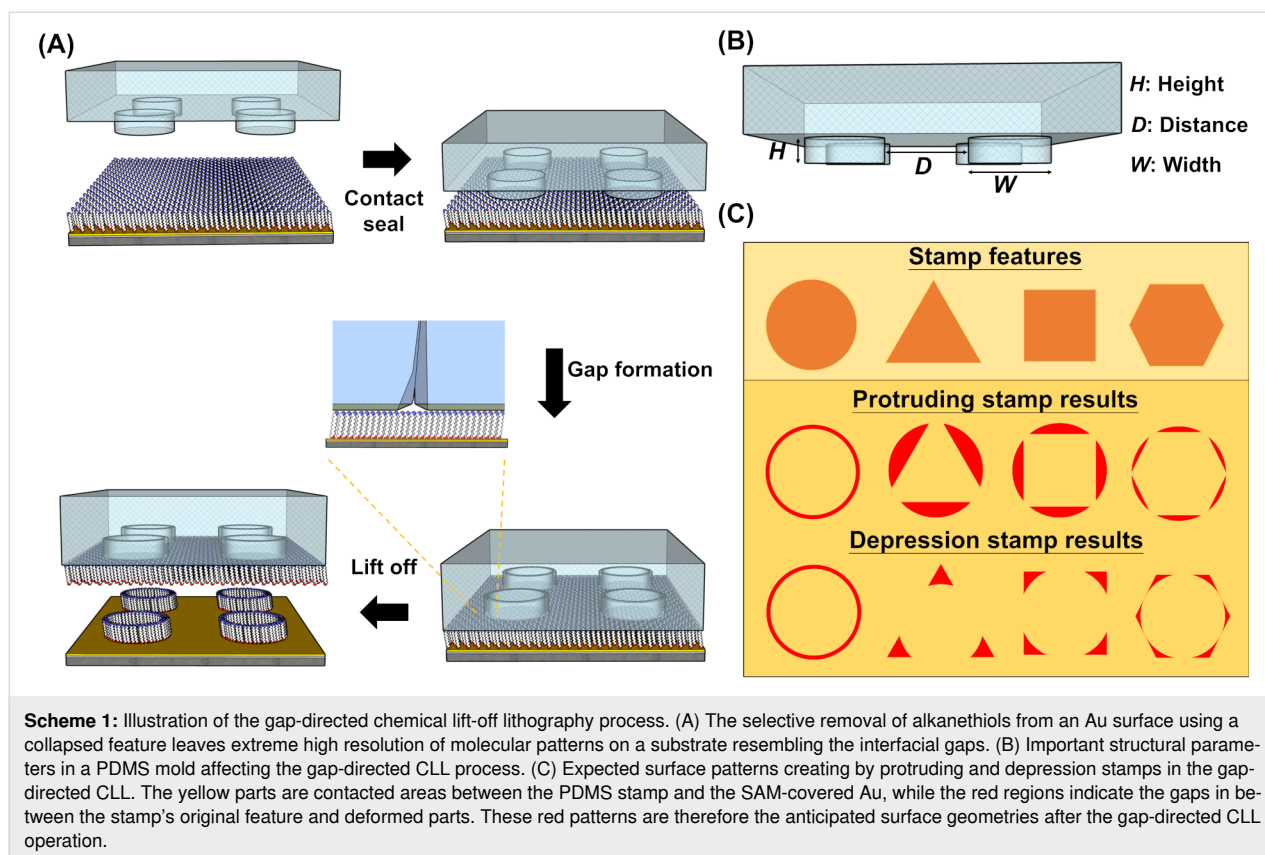 (A)
Contact
seal
Gap formation
Lift off
(B)
H: Height
D: Distance
W: Width
H
D
W
(C)
Stamp features
Protruding stamp results
Depression stamp results
Scheme 1: Illustration of the gap-directed chemical lift-off lithography process. (A) The selective removal of alkanethiols from an Au surface using a
collapsed feature leaves extreme high resolution of molecular patterns on a substrate resembling the interfacial gaps. (B) Important structural parame-
ters in a PDMS mold affecting the gap-directed CLL process. (C) Expected surface patterns creating by protruding and depression stamps in the gap-
directed CLL. The yellow parts are contacted areas between the PDMS stamp and the SAM-covered Au, while the red regions indicate the gaps in be-
tween the stamp's original feature and deformed parts. These red patterns are therefore the anticipated surface geometries after the gap-directed CLL
operation.